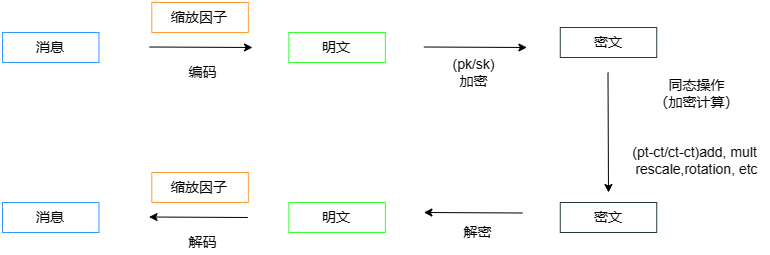 缩放因子
消息
明文
密文
编码
(pk/sk)
加密
同态操作
（加密计算）
(pt-ct/ct-ct)add, mult
rescale,rotation, etc
缩放因子
消息
明文
密文
解码
解密